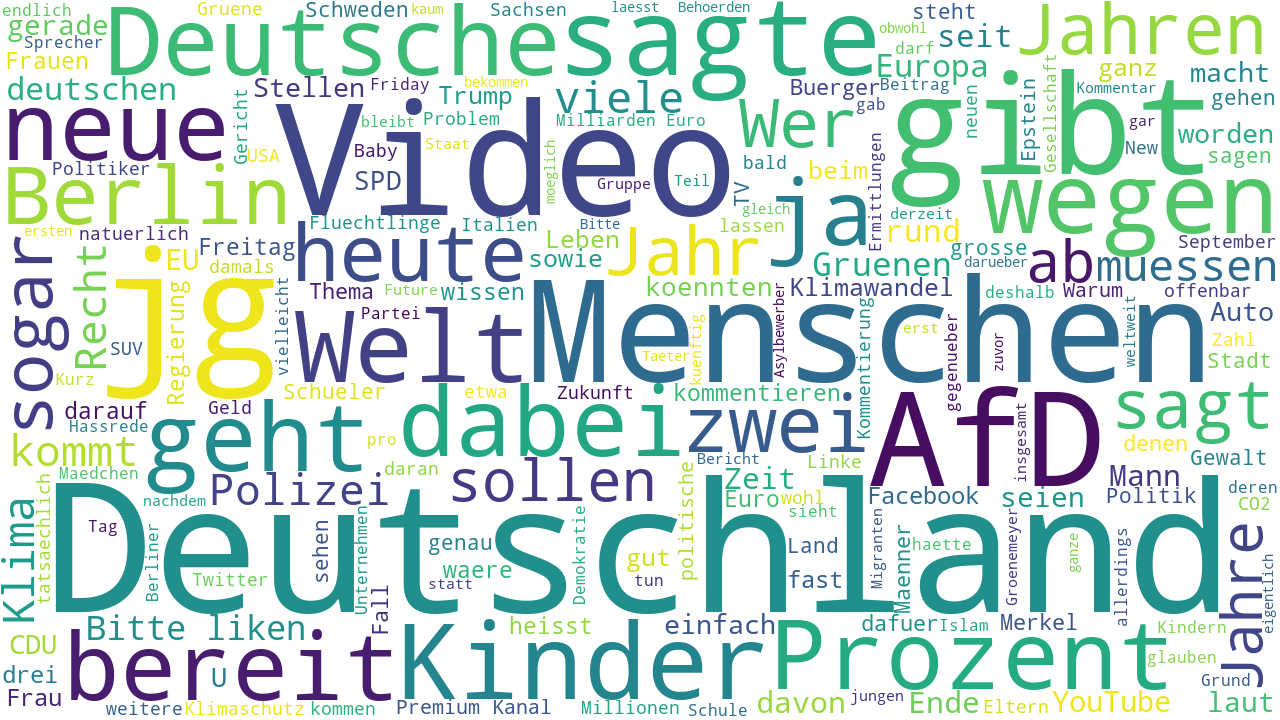 endlich
Gruene
Schweden
kaum
Sachsen
laesst
Behoerden
steht
gerade
Deutsche
sagte
obwohl
darf
seit
Jahren
Sprecher
Frauen
Europa
ganz
macht
deutschen
Stellen
Friday
bekommen
Trump
viele
Buerger
Beitrag
neuen
Kommentar
gehen
neue
Gericht
Video
bleibt
Problem
Milliarden Euro
Wer
gab
gibt
Epstein
Gesellschaft
gar
New
worden
sagen
USA
Baby
Staat
Politiker
SPD
moeglich
Gruppe
Teil
TV
bald
beim
Ermittlungen
Berlin
wegen
ja
ersten
natuerlich
Fluechtlinge
Italien
Bitte
gleich
lassen
derzeit
rund
September
Freitag
heute
Leben
Jahr
sowie
grosse
darueber
ab
muessen
sogar
Recht
EU
damals
Gruenen
Thema
Future
wissen
koennten
Klimawandel
deshalb
Warum
offenbar
jg
Regierung
vielleicht
Welt
Partei
Menschen
kuenftig
Asylbewerber
Kommentierung
erst
gegenueber
zuvor
weltweit
Auto
SUV
Taeter
Zahl
Stadt
Kurz
Schueler
etwa
Zukunft
kommentieren
darauf
Geld
Hassrede
geht
dabei
zwei
AfD
insgesamt
sagt
kommt
pro
denen
Maedchen
daran
Bericht
Linke
Gewalt
Polizei
sollen
politische
Zeit
Mann
nachdem
Euro
wohl
Facebook
seien
Politik
deren
CO2
Klima
tatsaechlich
Deutschland
Tag
sieht
Berliner
sehen
Unternehmen
genau
Demokratie
gut
Land
Migranten
Maenner
haette
Groenemeyer
ganze
allerdings
Jahre
eigentlich
Twitter
statt
waere
tun
fast
Fall
Bitte liken
heisst
einfach
dafuer
Islam
Merkel
Kindern
CDU
bereit
Kinder
Prozent
glauben
drei
U
Grund
Frau
weitere
Klimaschutz
kommen
Premium Kanal
Millionen
Schule
davon
jungen
Ende
Eltern
YouTube
laut